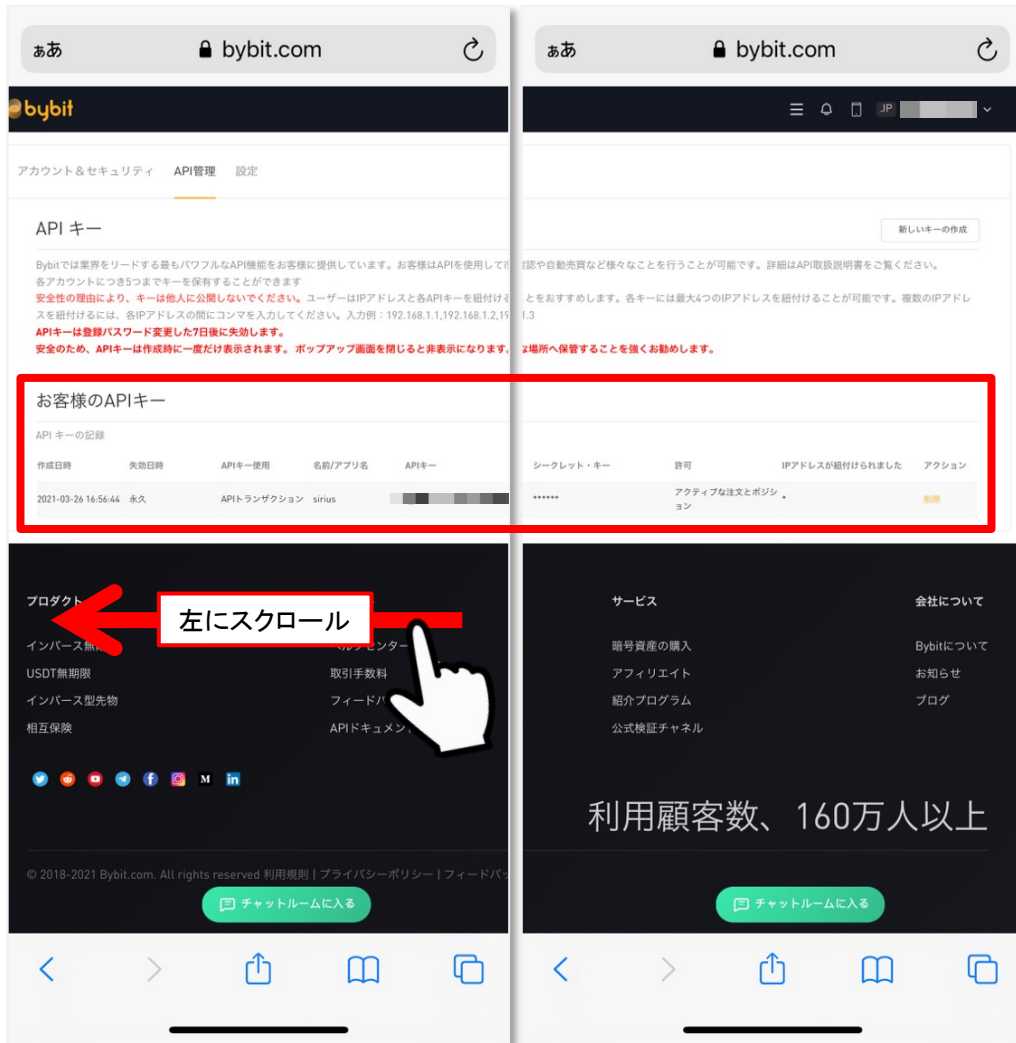 ぁあ bybit.com
bybit
アカウント＆セキュリティ API管理 設定
API キー
Bybitでは業界をリードする最もパワフルなAPI機能をお客様に提供しています。お客様はAPIを使用して
各アカウントにつき5つまでキーを保有することができます
安全性の理由により、キーは他人に公開しないでください。ユーザーはIPアドレスと各APIキーを紐付ける
スを紐付けるには、各IPアドレスの間にコンマを入力してください。入力例：192.168.1.1,192.168.1.2,19
APIキーは登録パスワード変更した7日後に失効します。
安全のため、APIキーは作成時に一度だけ表示されます。 ポップアップ画面を閉じると非表示になります。
お客様のAPIキー
API キーの記録
作成日時 失効日時 APIキー使用 名前/アプリ名 APIキー
2021-03-26 16:56:44 永久 APIトランザクション sirius
プロダクト
左にスクロール
インバース無
USDT無期限 取引手数料
インバース型先物 フィードバ
相互保険 APIドキュメン
M in
© 2018-2021 Bybit.com. All rights reserved 利用規則 | プライバシーポリシー | フィードバッ
チャットルームに入る
ぁあ bybit.com
JP
新しいキーの作成
認や自動売買など様々なことを行うことが可能です。詳細はAPI取扱説明書をご覧ください。
とをおすすめします。各キーには最大4つのIPアドレスを紐付けることが可能です。複数のIPアドレ
1.3
な場所へ保管することを強くお勧めします。
シークレット・キー 許可 IPアドレスが紐付けられました アクション
****** アクティブな注文とポジシ * 削除
ョン
サービス 会社について
暗号資産の購入 Bybitについて
アフィリエイト お知らせ
紹介プログラム ブログ
公式検証チャネル
利用顧客数、160万人以上
チャットルームに入る